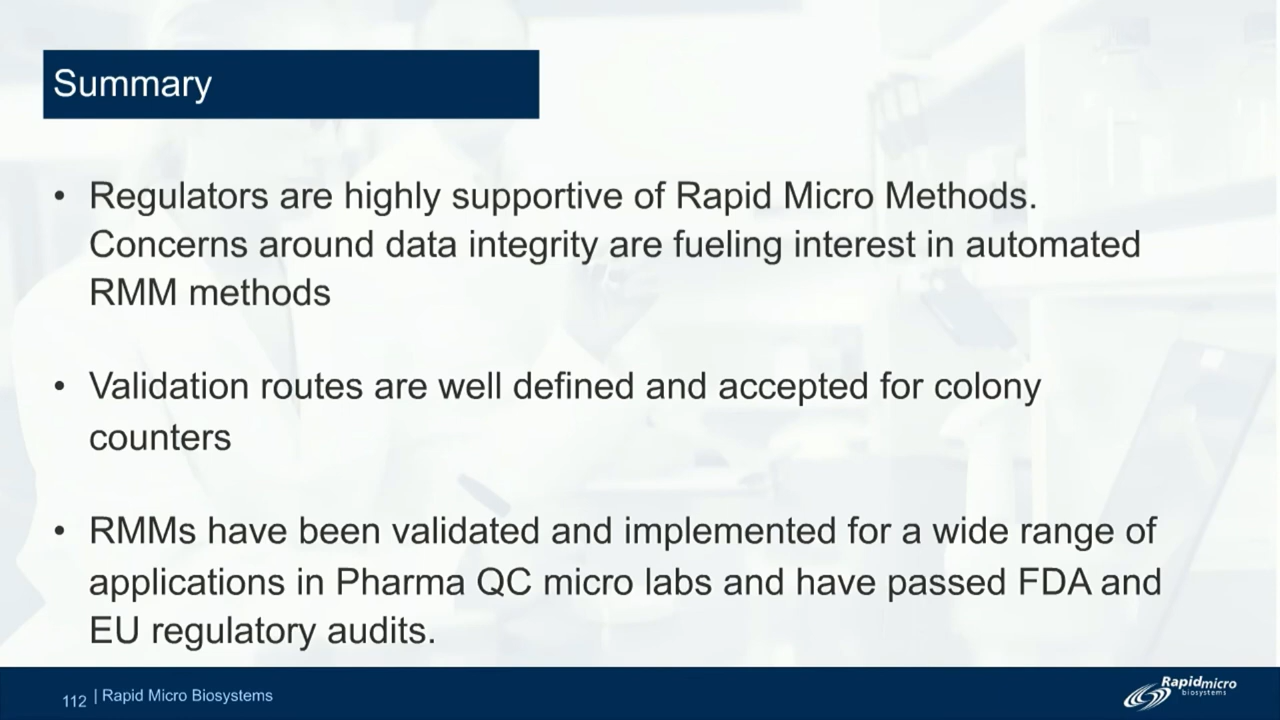 Summary
• Regulators are highly supportive of Rapid Micro Methods.
Concerns around data integrity are fueling interest in automated
RMM methods
• Validation routes are well defined and accepted for colony
counters
• RMMs have been validated and implemented for a wide range of
applications in Pharma QC micro labs and have passed FDA and
EU regulatory audits.
112 | Rapid Micro Biosystems
Rapidmicro
biosystems